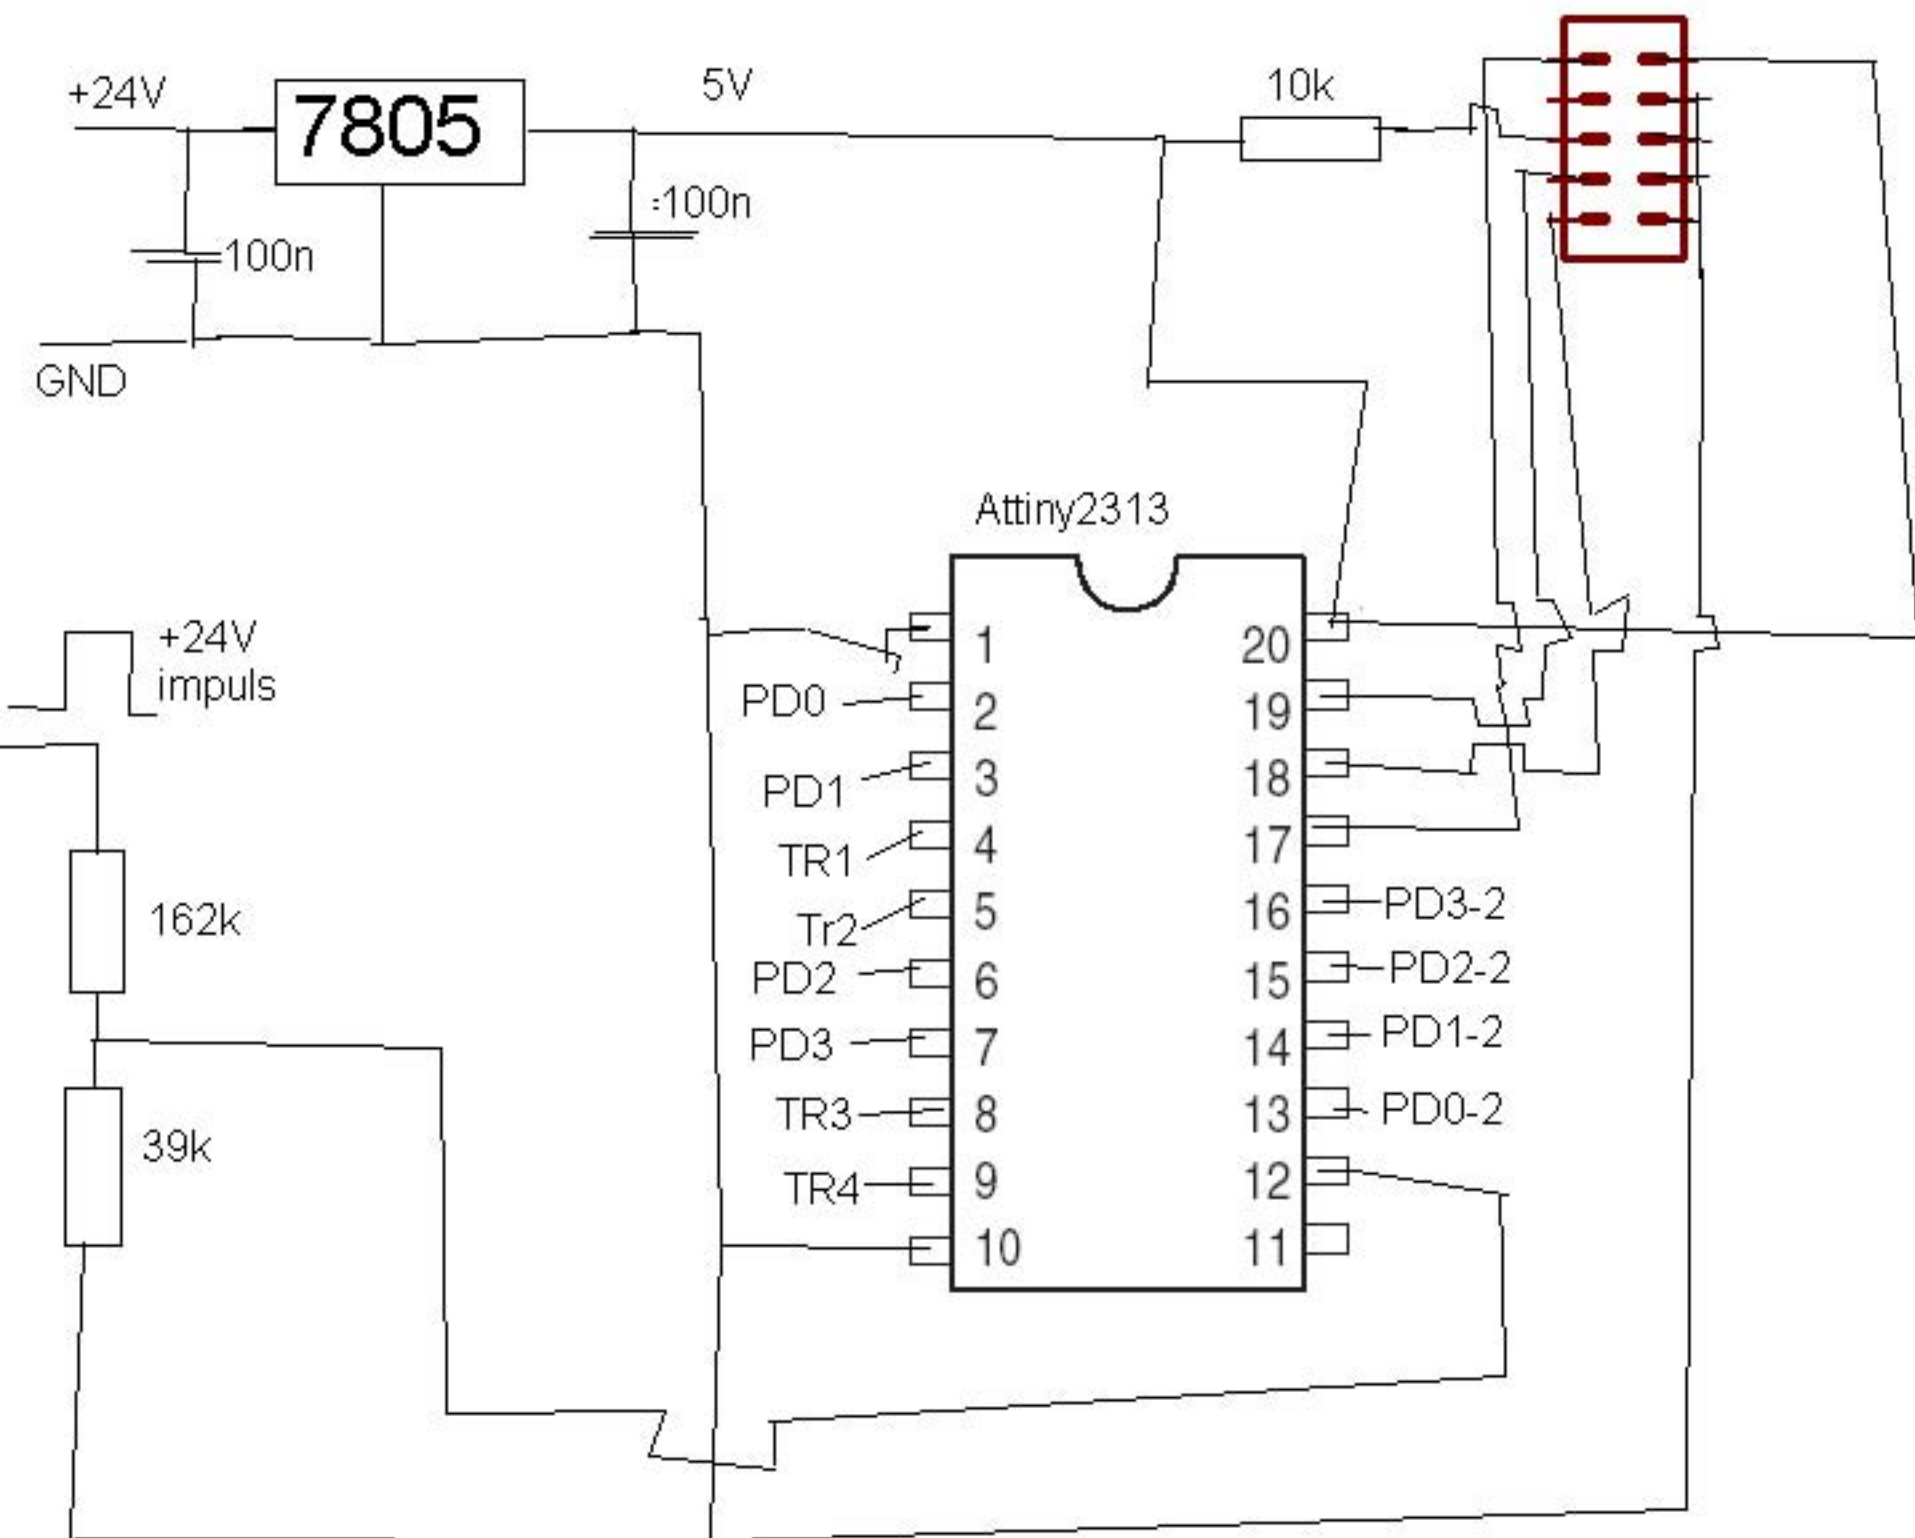 +24V
7805
5V
10k
100n
:100n
GND
Attiny2313
+24V
impuls
1
20
PD0
2
19
PD1
3
18
TR1
4
17
162k
Tr2
5
16
PD3-2
PD2
6
15
PD2-2
PD3
7
14
PD1-2
39k
TR3
8
13
PD0-2
TR4
9
12
10
11